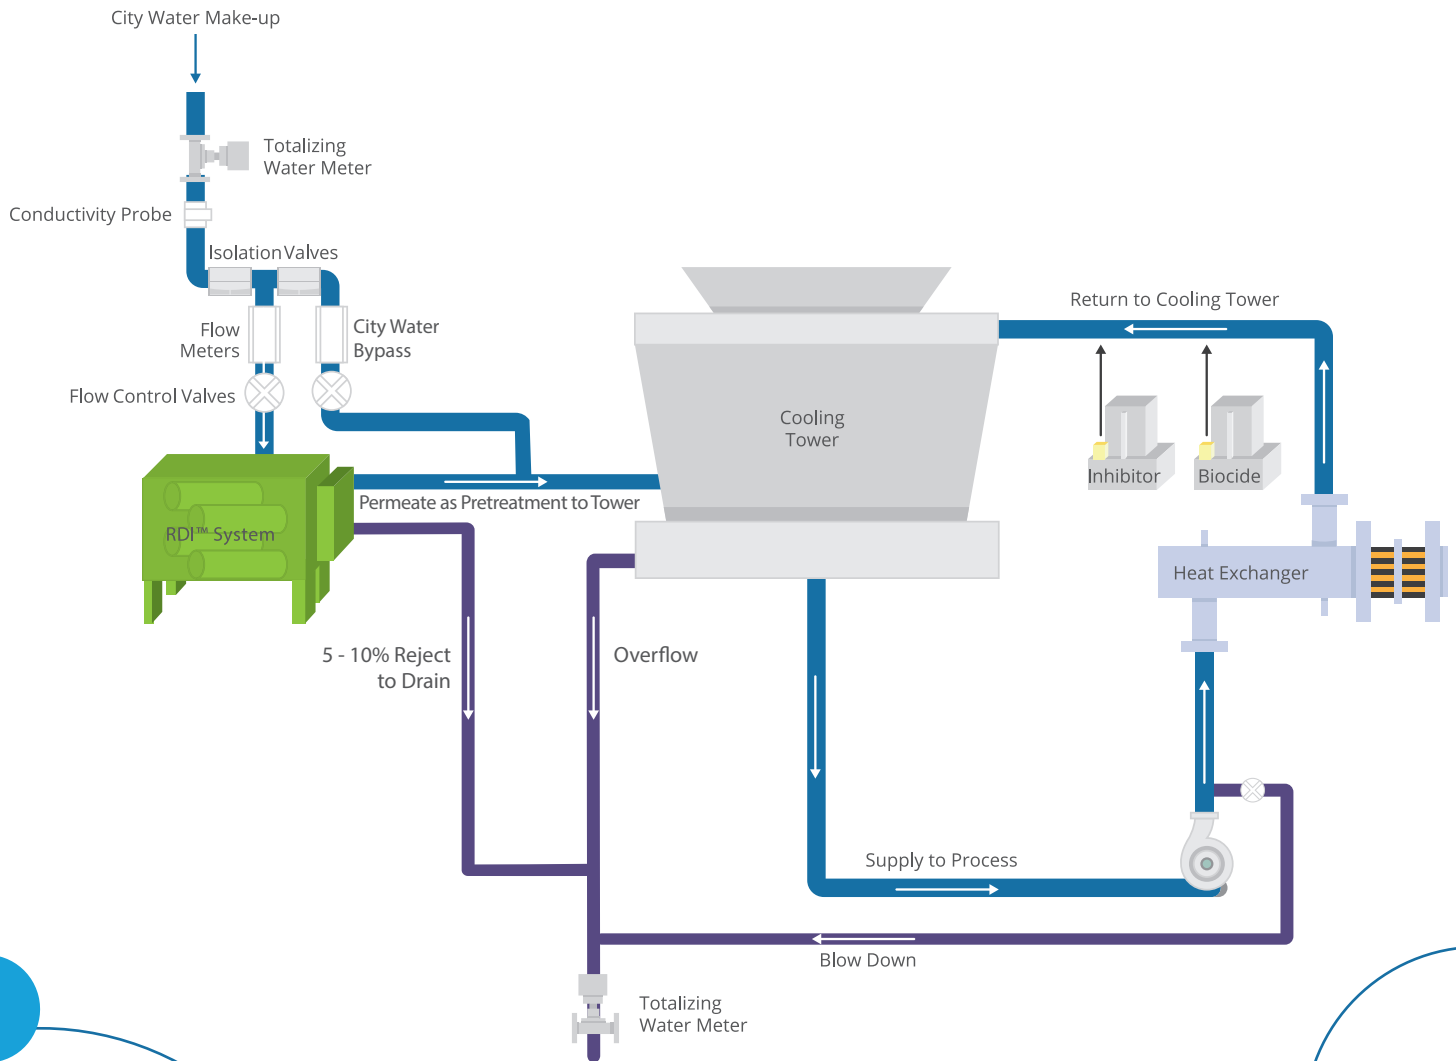 City Water Make-up
Totalizing
Water Meter
Conductivity Probe
Isolation Valves
Flow
Meters
City Water
Bypass
Flow Control Valves
Return to Cooling Tower
Cooling
Tower
Inhibitor
Biocide
Permeate as Pretreatment to Tower
RDI™ System
Heat Exchanger
5 - 10% Reject
to Drain
Overflow
Supply to Process
Blow Down
Totalizing
Water Meter